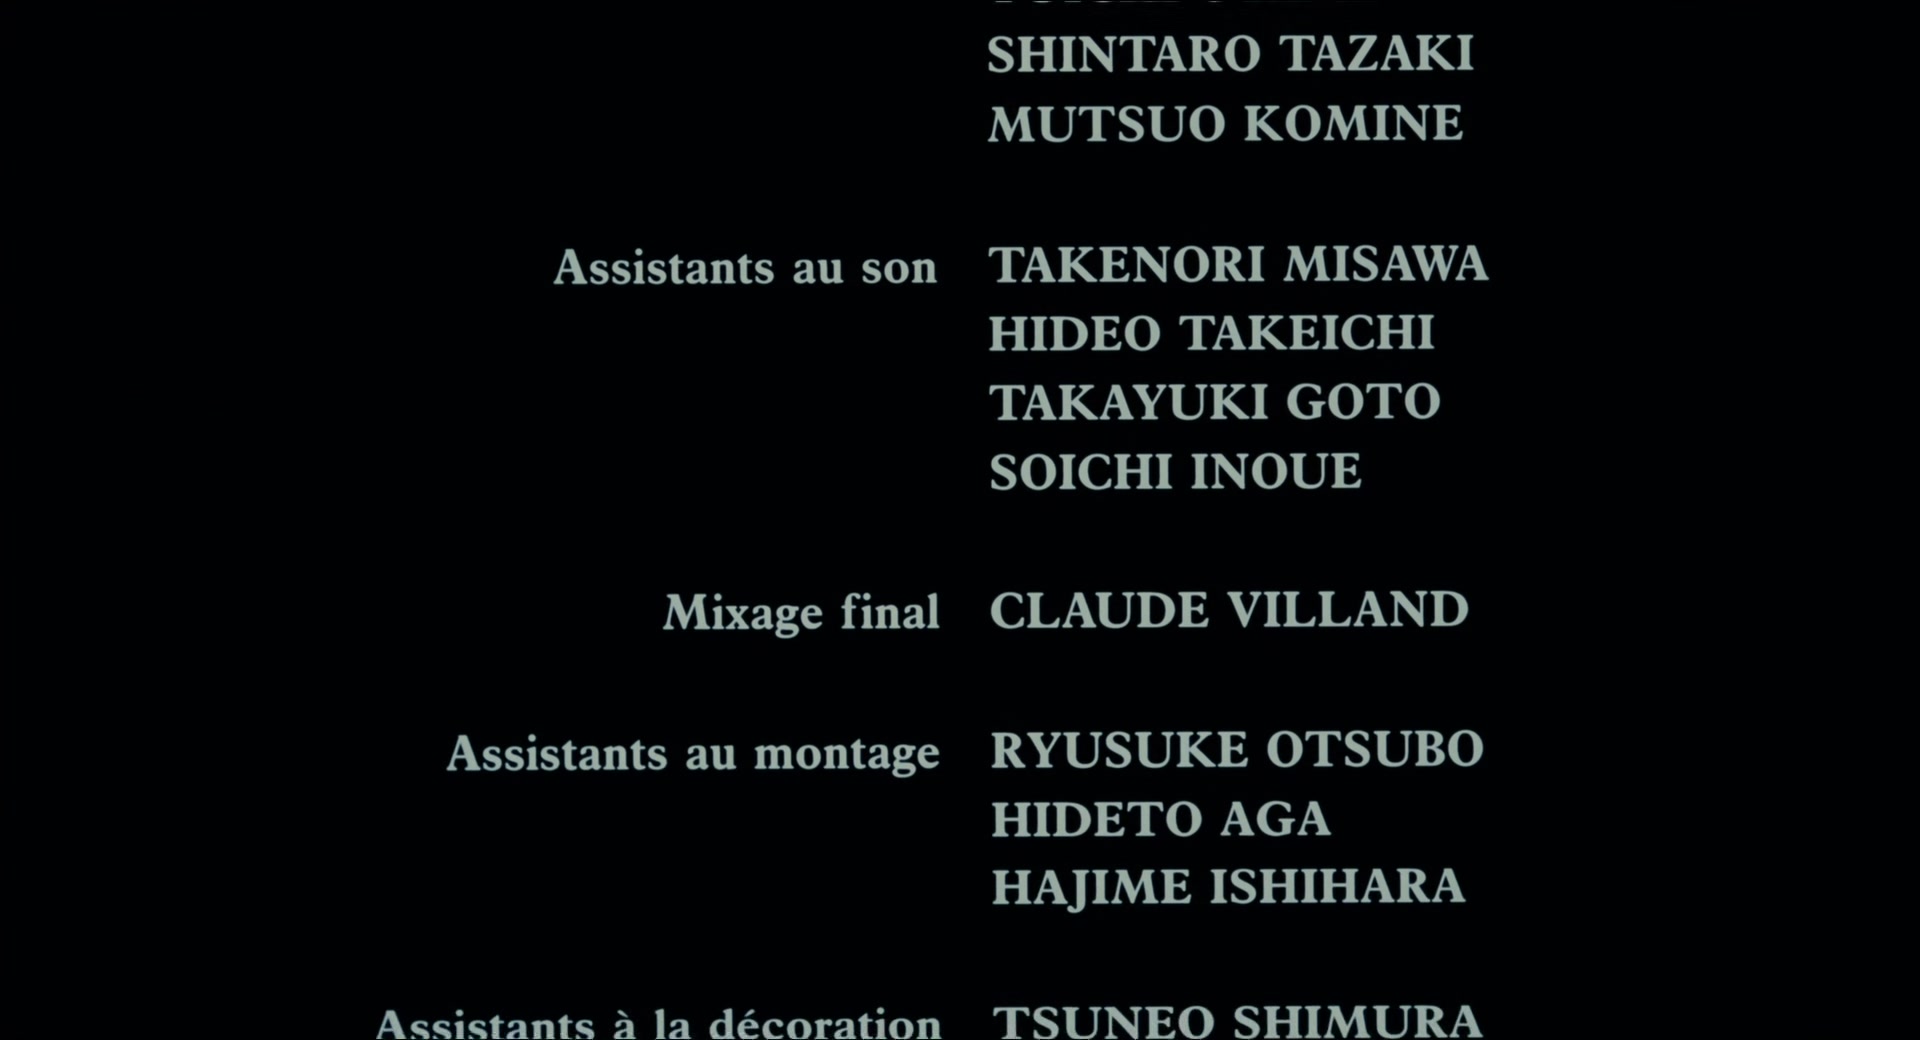 SHINTARO TAZAKI
MUTSUO KOMINE
Assistants au son TAKENORI MISAWA
HIDEO TAKEICHI
TAKAYUKI GOTO
SOICHI INOUE
Mixage final CLAUDE VILLAND
Assistants au montage RYUSUKE OTSUBO
HIDETO AGA
HAJIME ISHIHARA
Assistants à la décoration TSUNEO SHIMURA